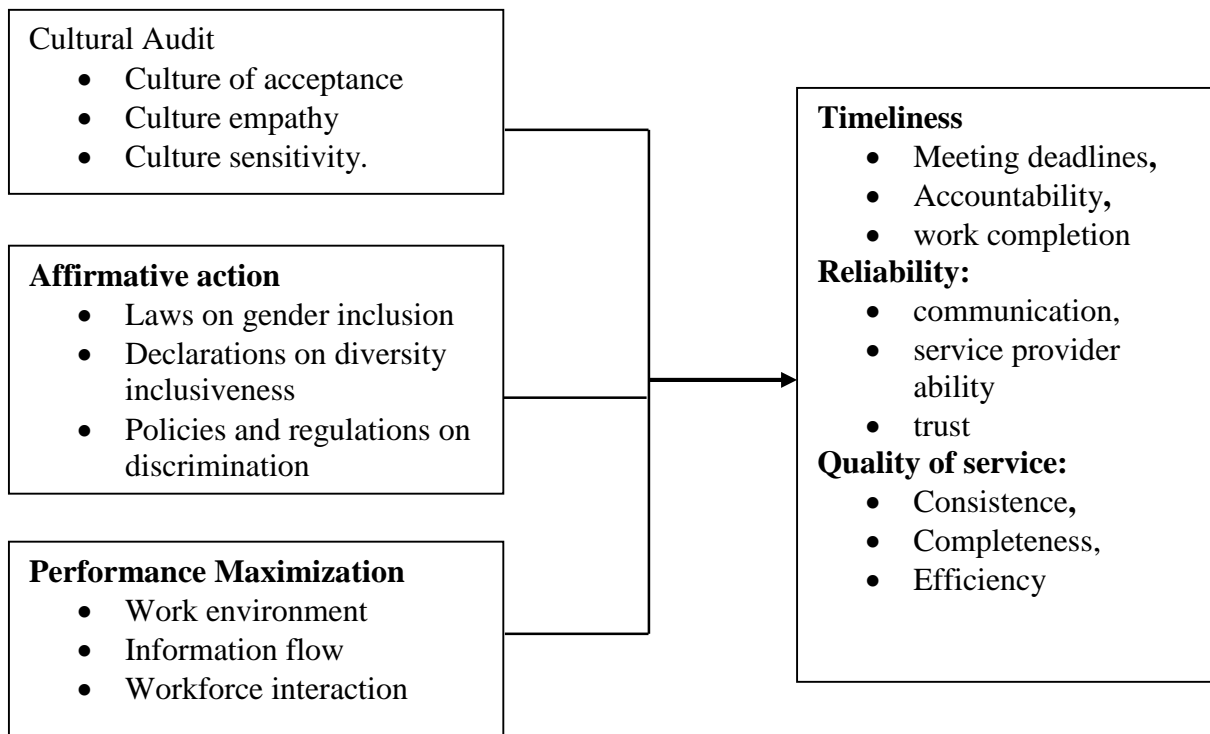 Cultural Audit
• Culture of acceptance
• Culture empathy
• Culture sensitivity.
Affirmative action
• Laws on gender inclusion
• Declarations on diversity
inclusiveness
• Policies and regulations on
discrimination
Performance Maximization
• Work environment
• Information flow
• Workforce interaction
Timeliness
• Meeting deadlines,
• Accountability,
• work completion
Reliability:
• communication,
• service provider
ability
• trust
Quality of service:
• Consistence,
• Completeness,
• Efficiency